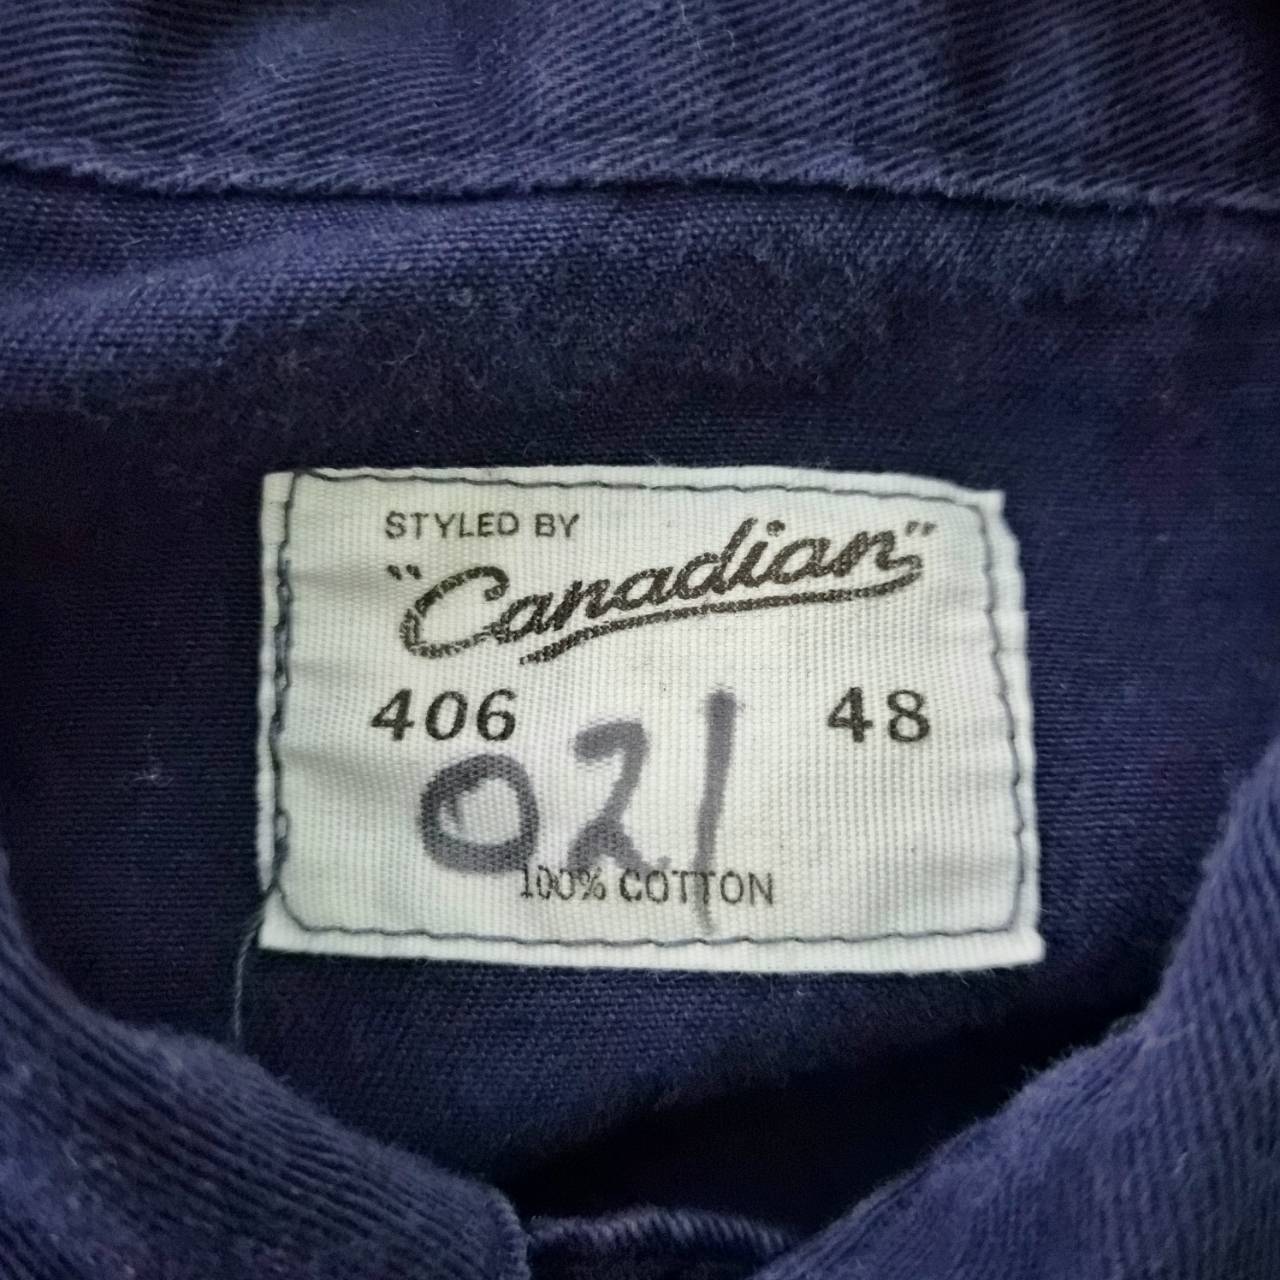 STYLED BY
"Canadian"
406 48
021
100% COTTON